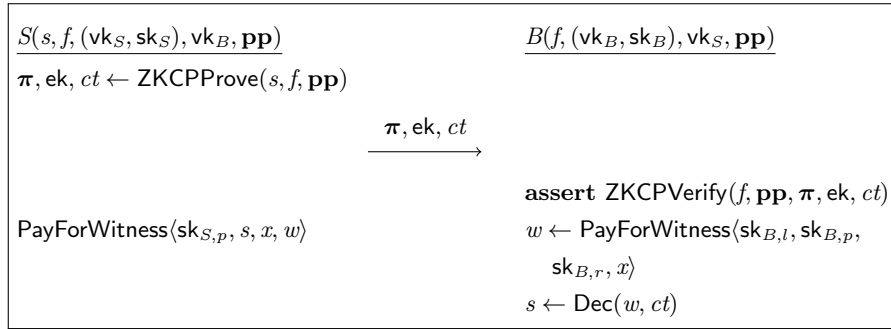 S(s, f, (vk_S, sk_S), vk_B, pp)
B(f, (vk_B, sk_B), vk_S, pp)
π, ek, ct ← ZKCPProve(s, f, pp)
π, ek, ct
assert ZKCPVerify(f, pp, π, ek, ct)
PayForWitness⟨sk_{S,p}, s, x, w⟩
w ← PayForWitness⟨sk_{B,l}, sk_{B,p},
sk_{B,r}, x⟩
s ← Dec(w, ct)